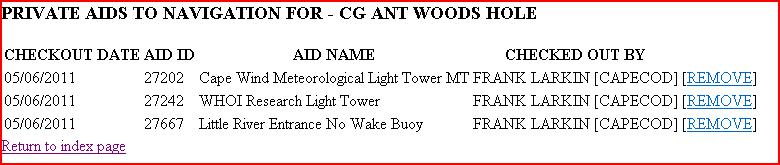 PRIVATE AIDS TO NAVIGATION FOR - CG ANT WOODS HOLE
CHECKOUT DATE AID ID AID NAME CHECKED OUT BY
05/06/2011 27202 Cape Wind Meteorological Light Tower MT FRANK LARKIN [CAPECOD] [REMOVE]
05/06/2011 27242 WHOI Research Light Tower FRANK LARKIN [CAPECOD] [REMOVE]
05/06/2011 27667 Little River Entrance No Wake Buoy FRANK LARKIN [CAPECOD] [REMOVE]
Return to index page